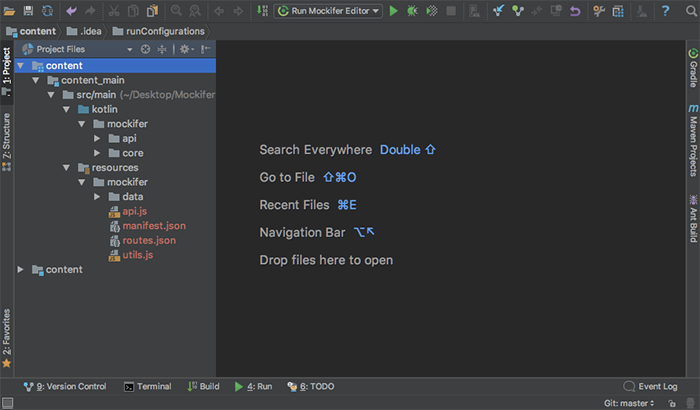 Run Mockifer Editor
content .idea runConfigurations
Project Files
content
content_main
src/main (~/Desktop/Mockifer
kotlin
mockifer
api
core
resources
mockifer
data
api.js
manifest.json
routes.json
utils.js
content
1: Project
7: Structure
2: Favorites
Search Everywhere Double ⇧
Go to File ⇧⌘O
Recent Files ⌘E
Navigation Bar ⌥↖
Drop files here to open
Gradle
Maven Projects
Ant Build
9: Version Control Terminal Build 4: Run 6: TODO Event Log
Git: master